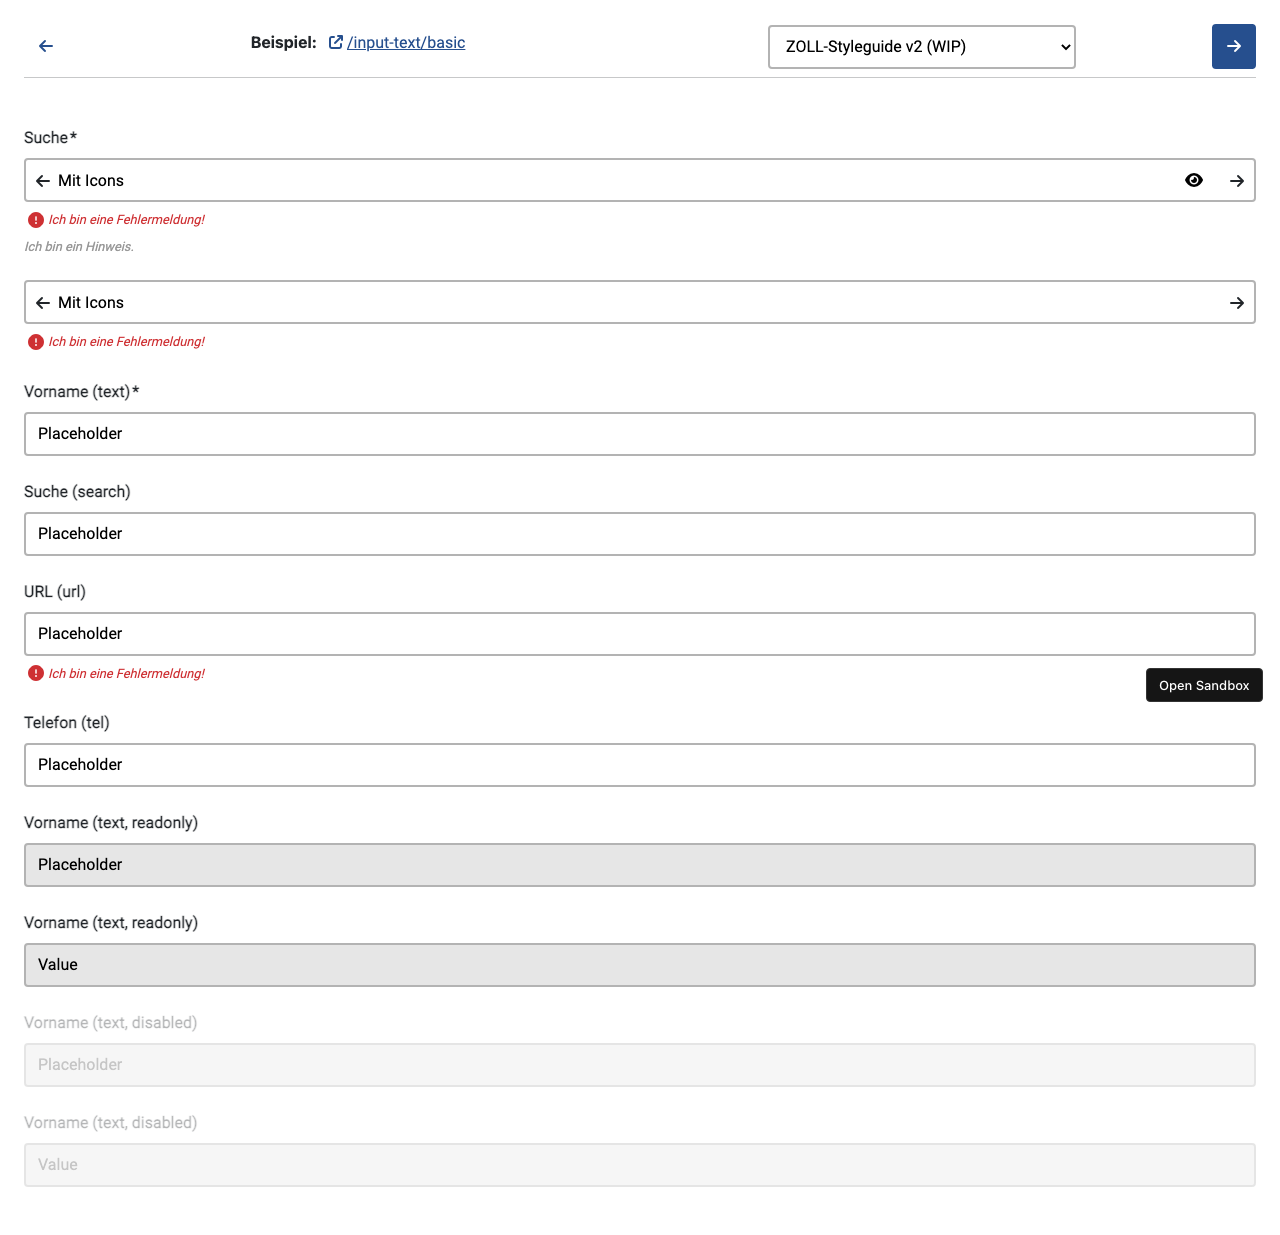 Beispiel: /input-text/basic
ZOLL-Styleguide v2 (WIP)
Suche*
Mit Icons
Ich bin eine Fehlermeldung!
Ich bin ein Hinweis.
Mit Icons
Ich bin eine Fehlermeldung!
Vorname (text)*
Placeholder
Suche (search)
Placeholder
URL (url)
Placeholder
Ich bin eine Fehlermeldung!
Open Sandbox
Telefon (tel)
Placeholder
Vorname (text, readonly)
Placeholder
Vorname (text, readonly)
Value
Vorname (text, disabled)
Placeholder
Vorname (text, disabled)
Value